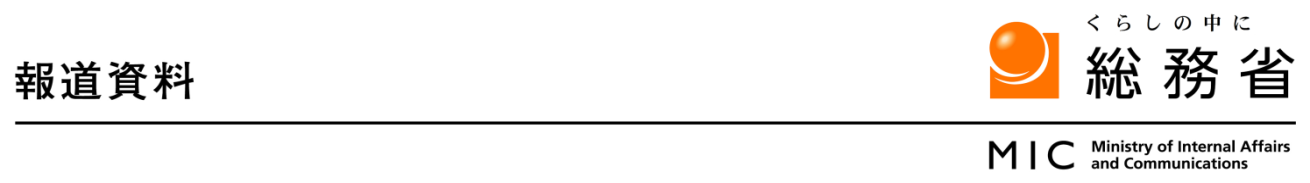 報道資料
くらしの中に
総務省
MIC
Ministry of Internal Affairs
and Communications